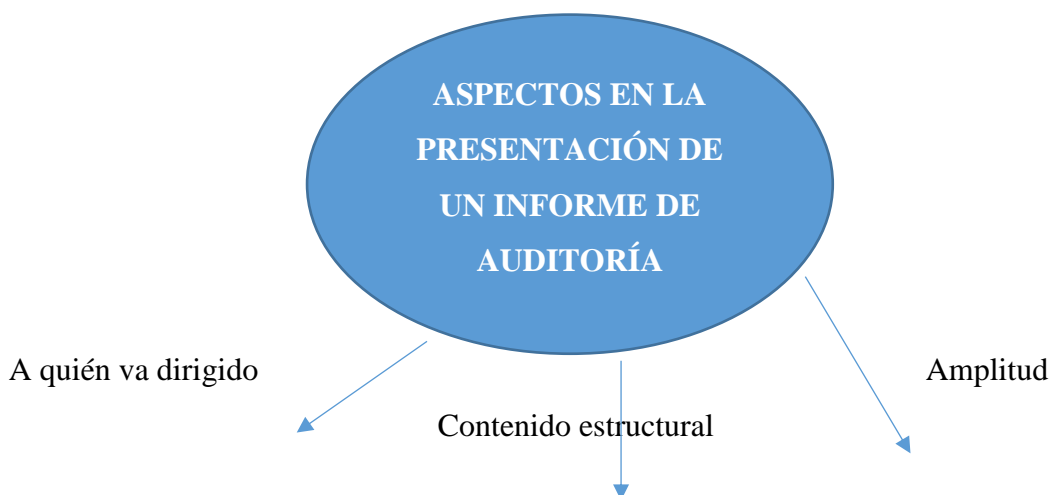 ASPECTOS EN LA
PRESENTACIÓN DE
UN INFORME DE
AUDITORÍA
A quién va dirigido
Amplitud
Contenido estructural